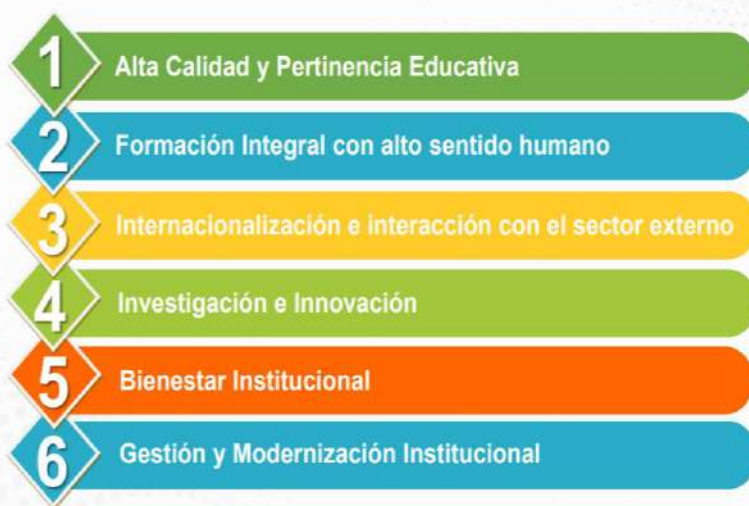 1 Alta Calidad y Pertinencia Educativa
2 Formación Integral con alto sentido humano
3 Internacionalización e interacción con el sector externo
4 Investigación e Innovación
5 Bienestar Institucional
6 Gestión y Modernización Institucional